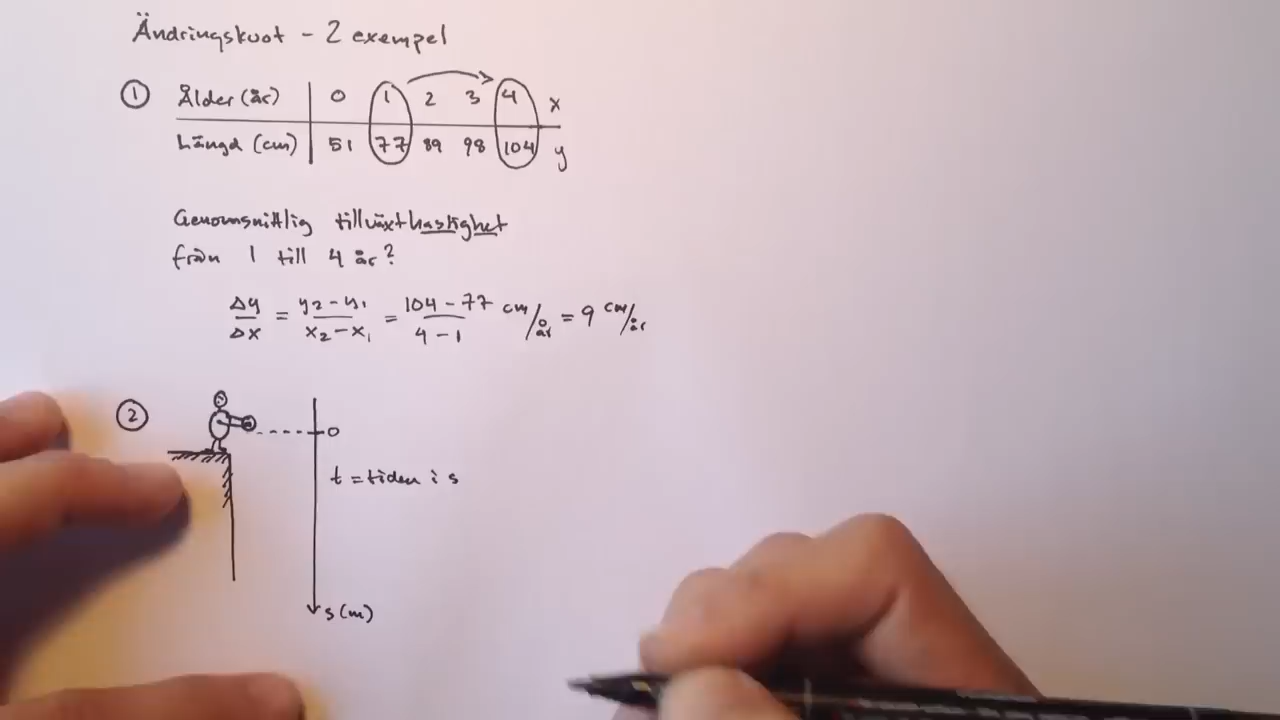 Ändringskvot - 2 exempel
① Ålder (år) 0 1 2 3 4 x
Längd (cm) 51 77 89 98 104 y
Genomsnittlig tillväxthastighet
från 1 till 4 år?
Δy/Δx = y₂-y₁/x₂-x₁ = 104-77/4-1 cm/år = 9 cm/år
②
0
t = tiden i s
s (m)